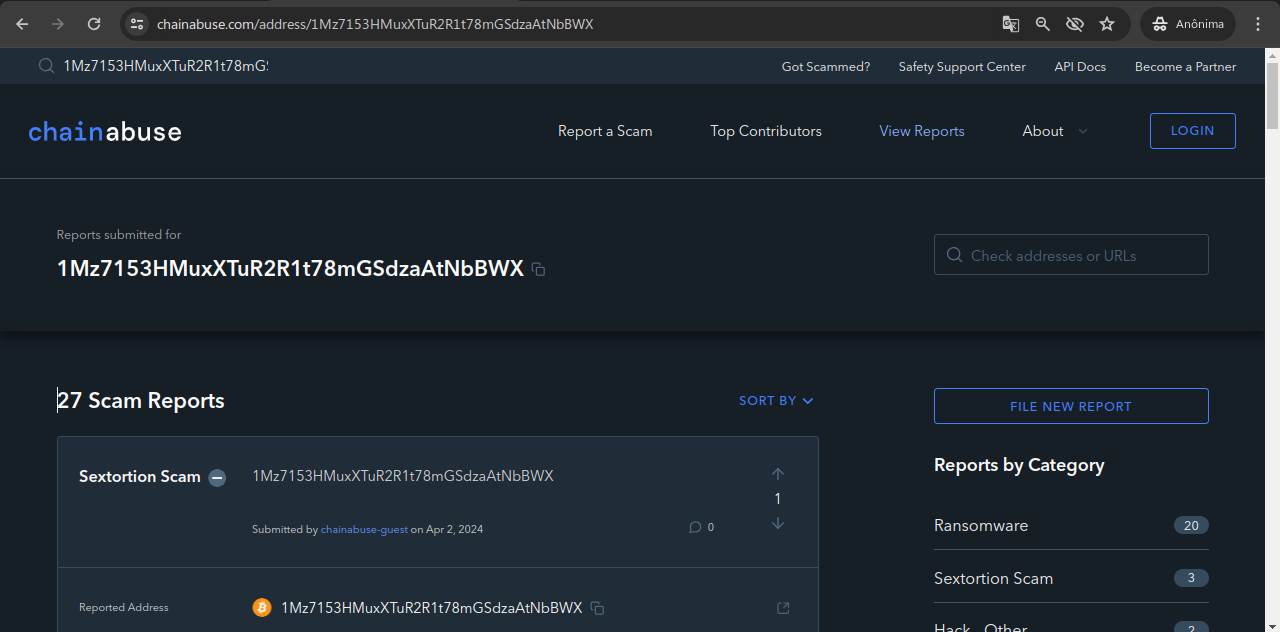 chainabuse.com/address/1Mz7153HMuxXTuR2R1t78mGSdzaAtNbBWX
Anônima
1Mz7153HMuxXTuR2R1t78mG
Got Scammed?
Safety Support Center
API Docs
Become a Partner
chainabuse
Report a Scam
Top Contributors
View Reports
About
LOGIN
Reports submitted for
1Mz7153HMuxXTuR2R1t78mGSdzaAtNbBWX
Check addresses or URLs
27 Scam Reports
SORT BY
FILE NEW REPORT
Sextortion Scam
1Mz7153HMuxXTuR2R1t78mGSdzaAtNbBWX
1
Submitted by chainabuse-guest on Apr 2, 2024
0
Reported Address
1Mz7153HMuxXTuR2R1t78mGSdzaAtNbBWX
Reports by Category
Ransomware 20
Sextortion Scam 3
Hack - Other 2